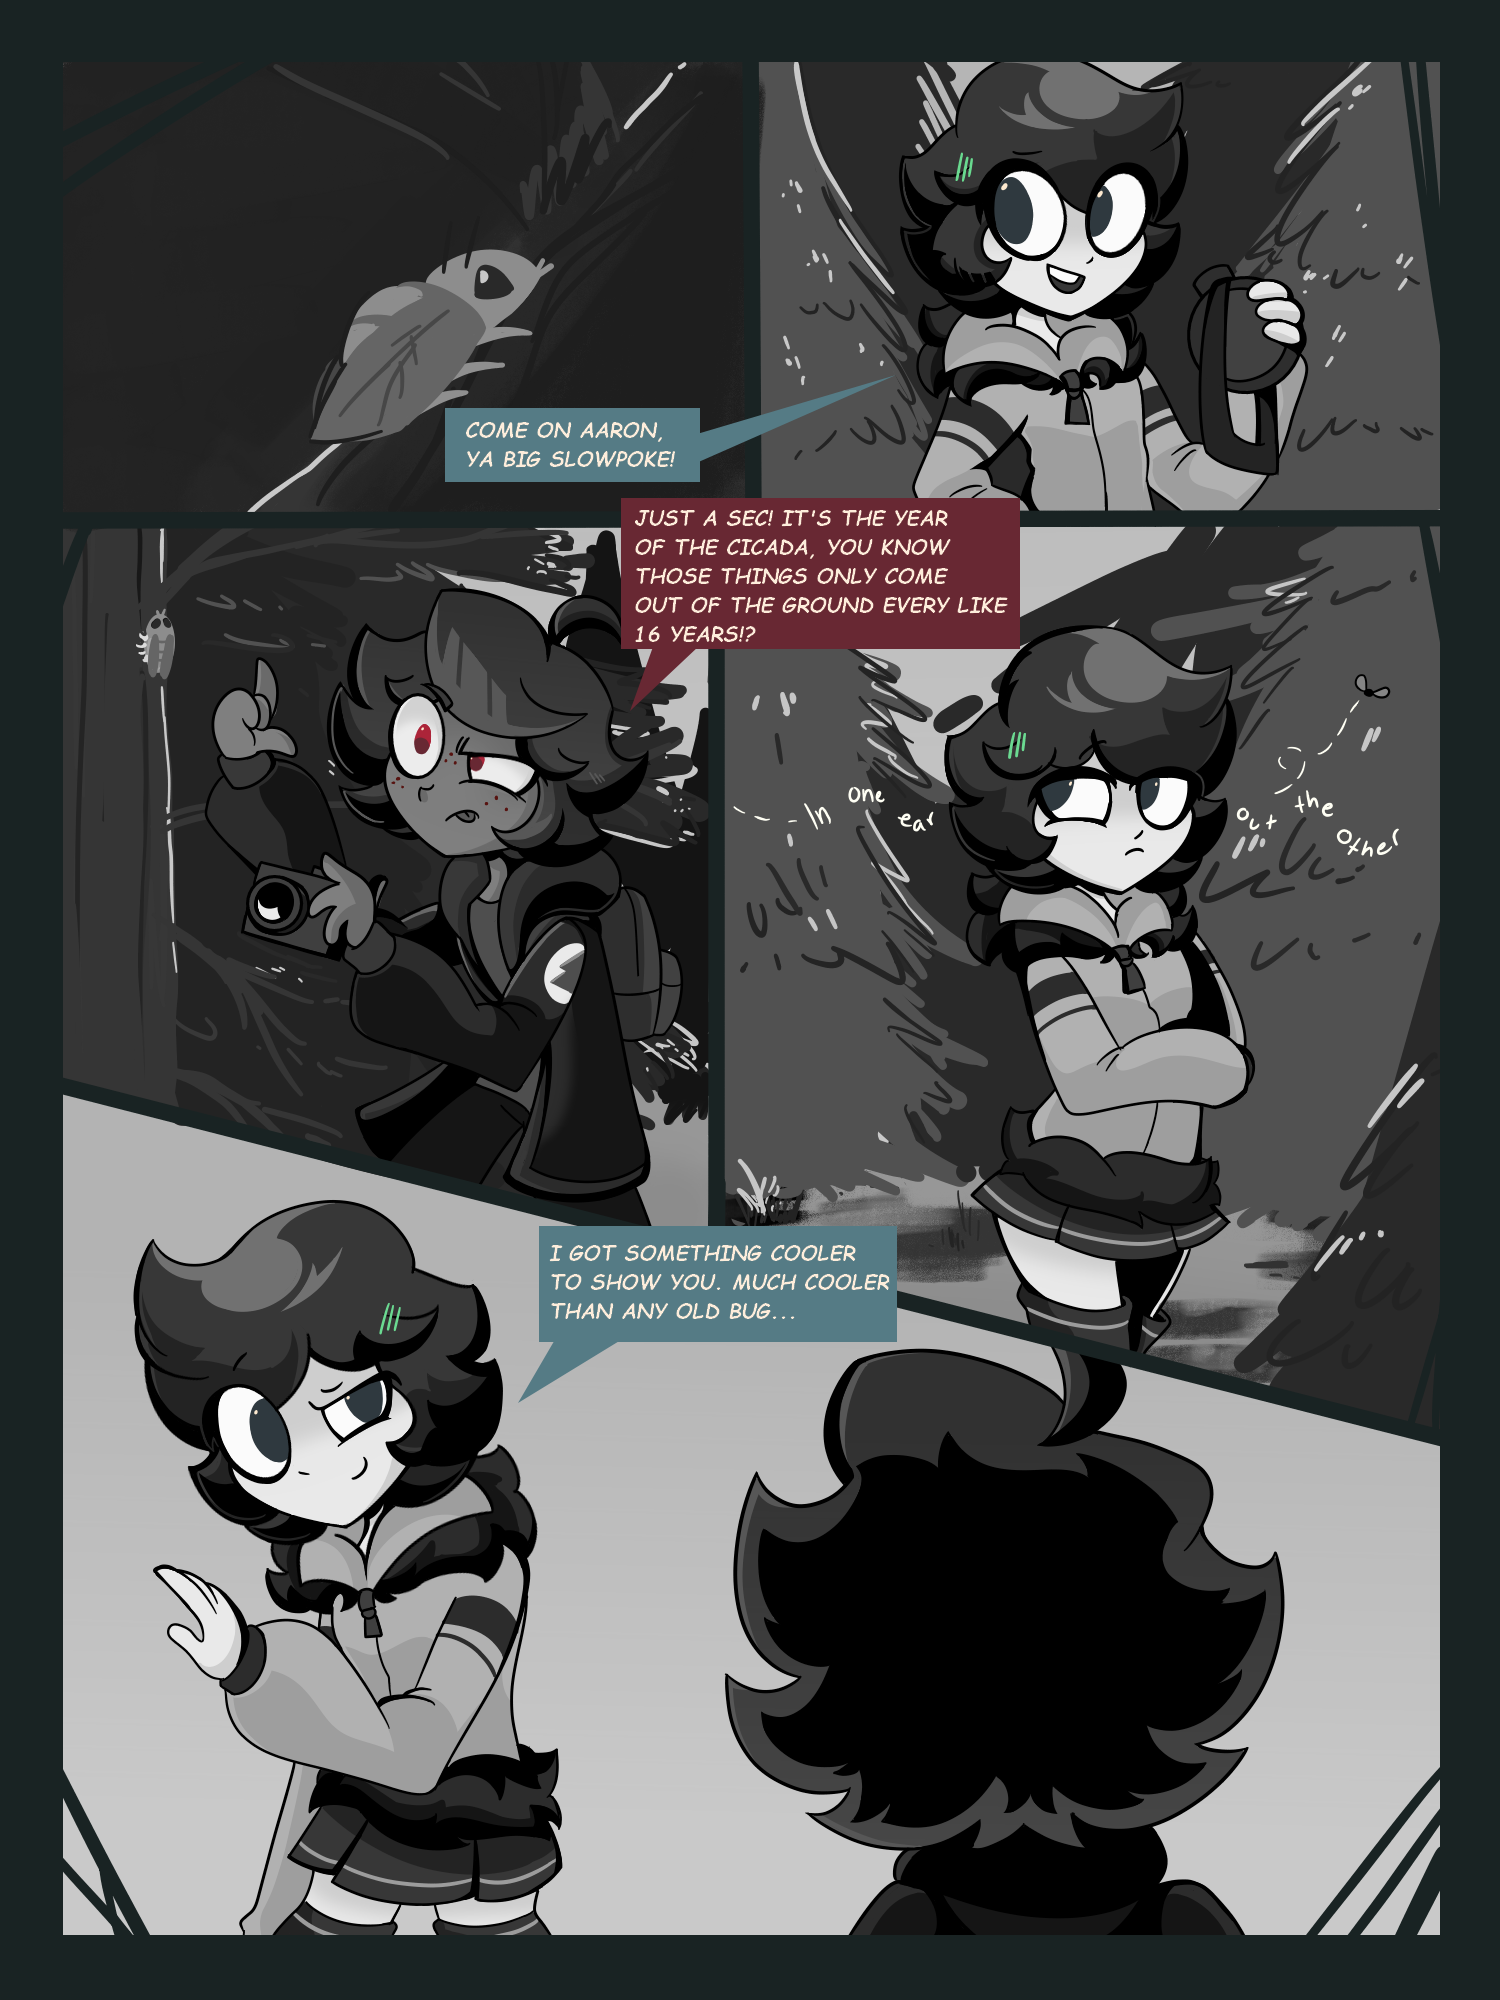 COME ON AARON,
YA BIG SLOWPOKE!
JUST A SEC! IT'S THE YEAR
OF THE CICADA, YOU KNOW
THOSE THINGS ONLY COME
OUT OF THE GROUND EVERY LIKE
16 YEARS!?
In one ear
out the other
I GOT SOMETHING COOLER
TO SHOW YOU. MUCH COOLER
THAN ANY OLD BUG...